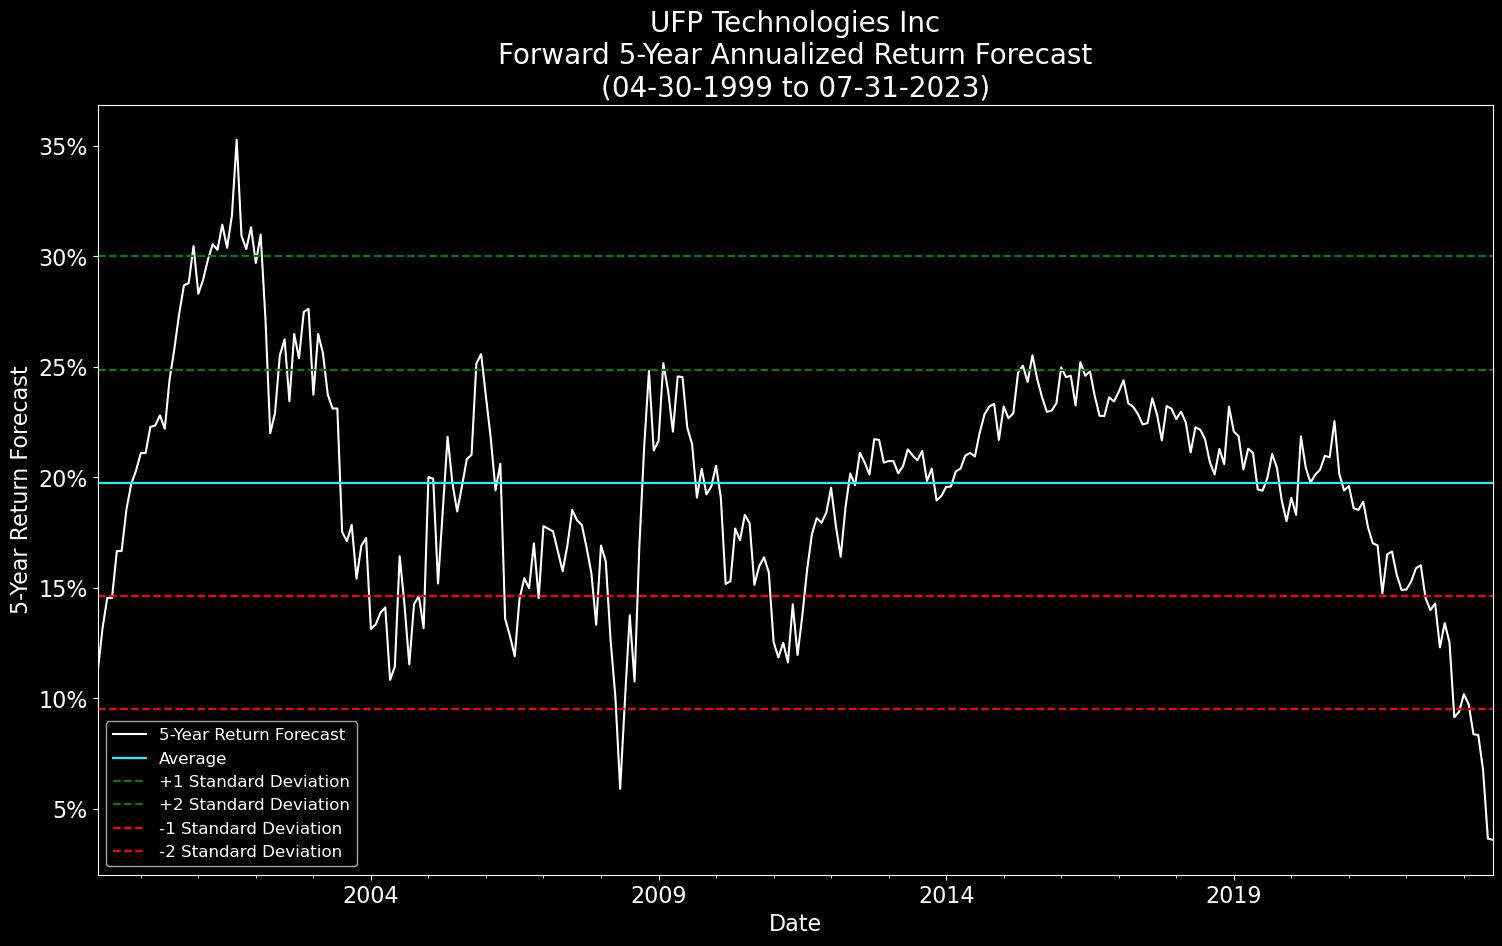 UFP Technologies Inc
Forward 5-Year Annualized Return Forecast
(04-30-1999 to 07-31-2023)
5-Year Return Forecast
35%
30%
25%
20%
15%
10%
5%
5-Year Return Forecast
Average
+1 Standard Deviation
+2 Standard Deviation
-1 Standard Deviation
-2 Standard Deviation
2004 2009 2014 2019
Date